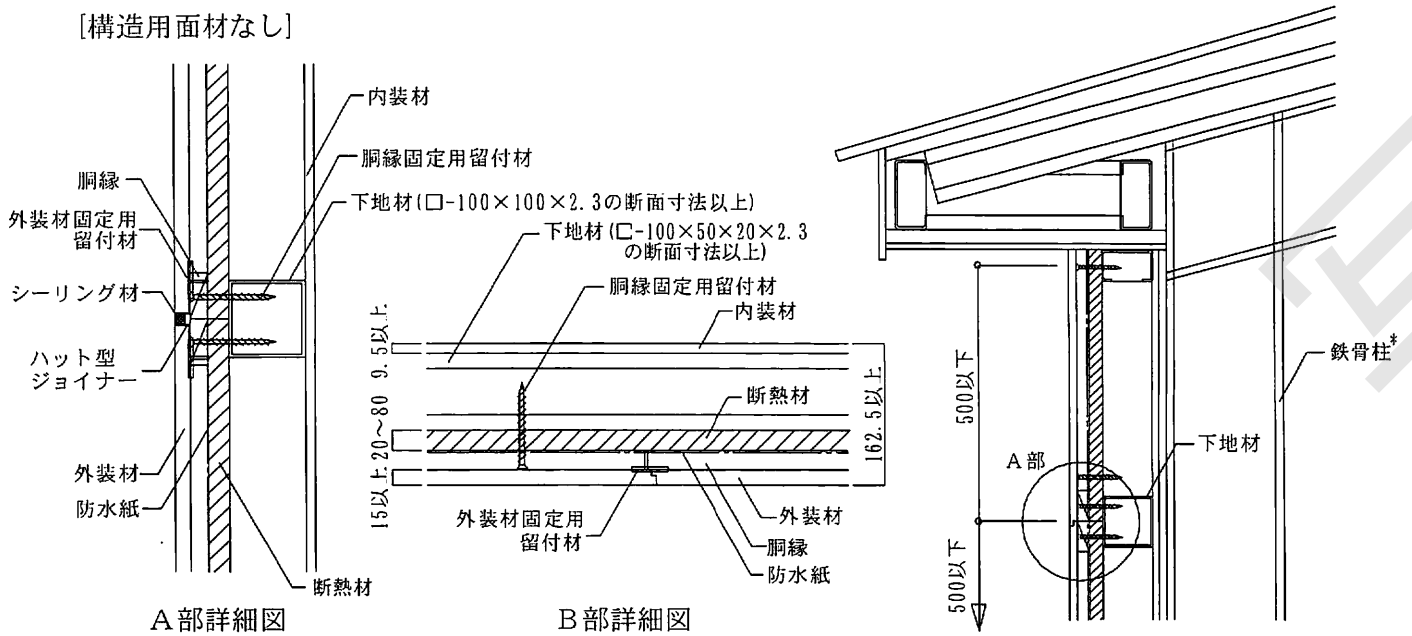 [構造用面材なし]
内装材
胴縁固定用留付材
胴縁
下地材(□-100×100×2.3の断面寸法以上)
外装材固定用
留付材
下地材(□-100×50×20×2.3
の断面寸法以上)
シーリング材
胴縁固定用留付材
内装材
ハット型
ジョイナー
9.5以上
20～80
15以上
断熱材
162.5以上
外装材
防水紙
外装材固定用
留付材
外装材
胴縁
防水紙
断熱材
A部詳細図
B部詳細図
500以下
鉄骨柱*
A部
下地材
500以下
写